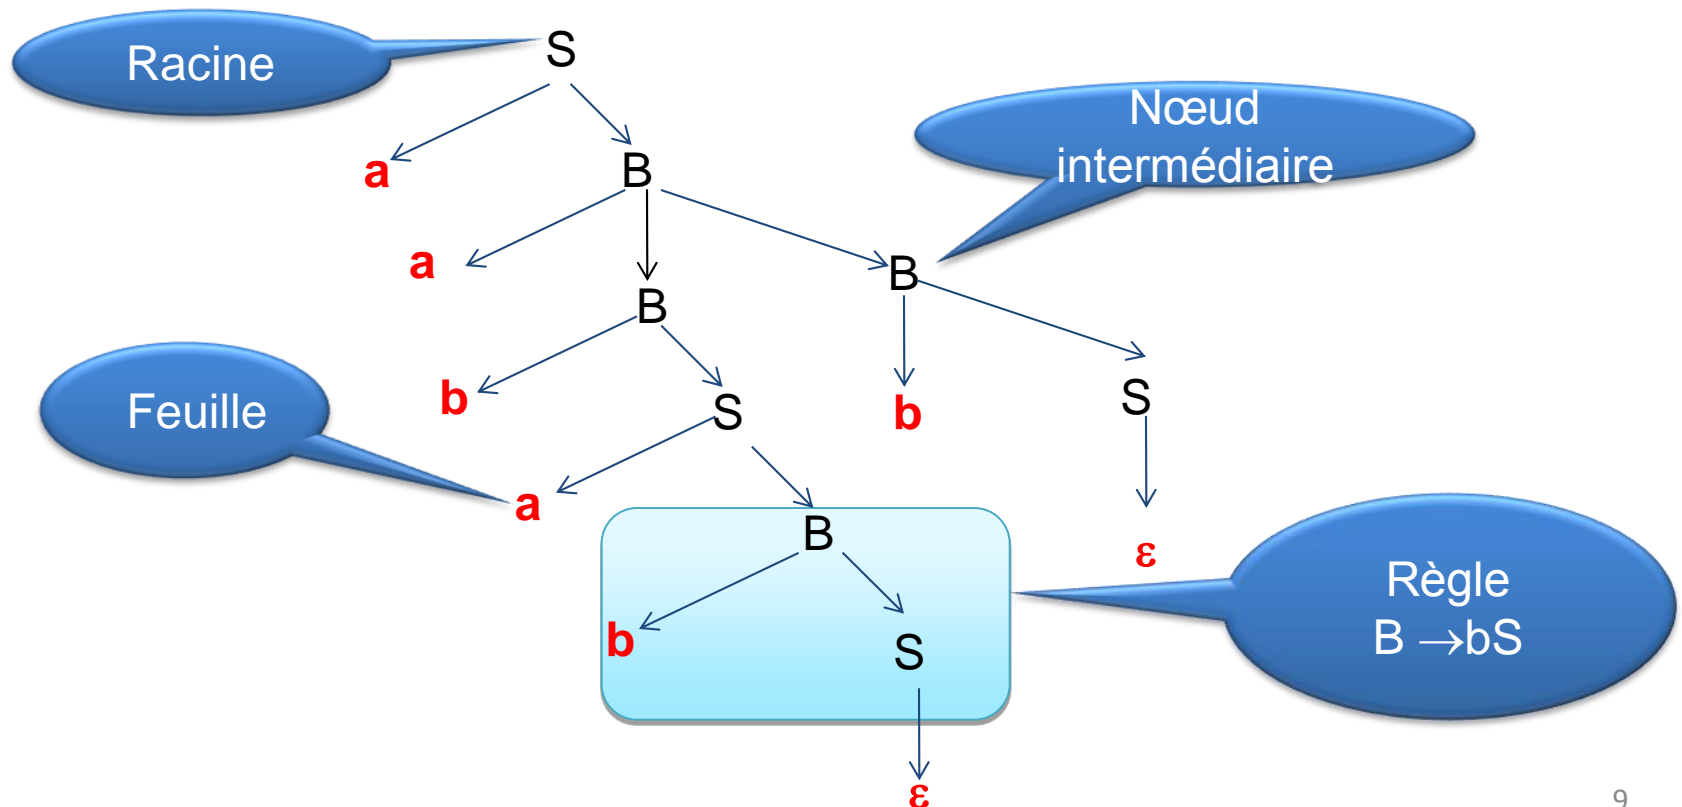 Racine
S
Nœud
intermédiaire
a
B
a
B
B
Feuille
b
S
b
S
a
B
ε
Règle
B →bS
b
S
ε
9